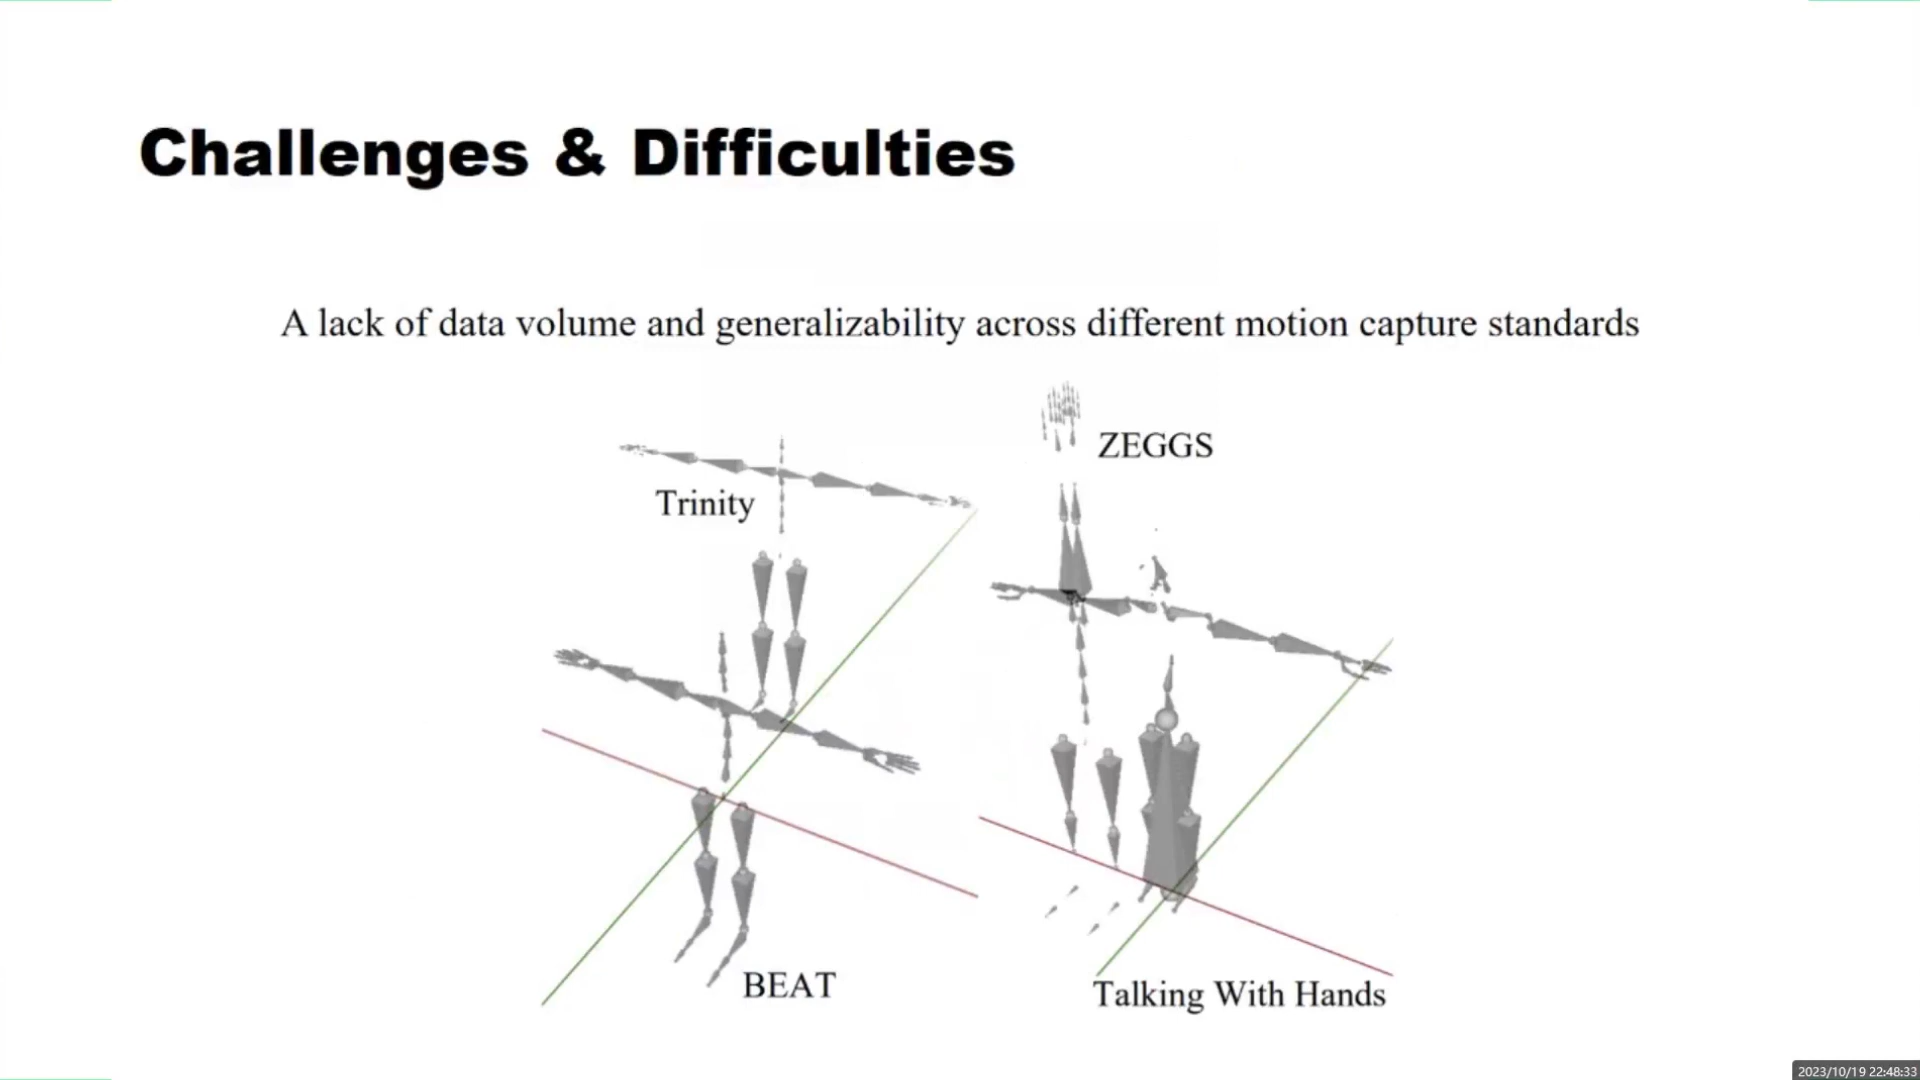 Challenges & Difficulties
A lack of data volume and generalizability across different motion capture standards
ZEGGS
Trinity
BEAT
Talking With Hands
2023/10/19 22:48:33